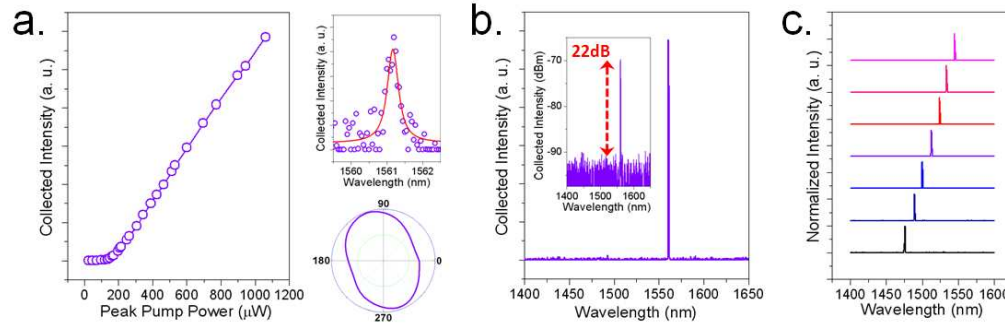 a.
Collected Intensity (a. u.)
0 200 400 600 800 1000 1200
Peak Pump Power (μW)
Collected Intensity (a. u.)
1560 1561 1562
Wavelength (nm)
90
180
0
270
b.
Collected Intensity (a. u.)
1400 1450 1500 1550 1600 1650
Wavelength (nm)
22dB
Collected Intensity (dBm)
-70
-80
-90
1400 1500 1600
Wavelength (nm)
c.
Normalized Intensity (a. u.)
1400 1450 1500 1550 1600
Wavelength (nm)